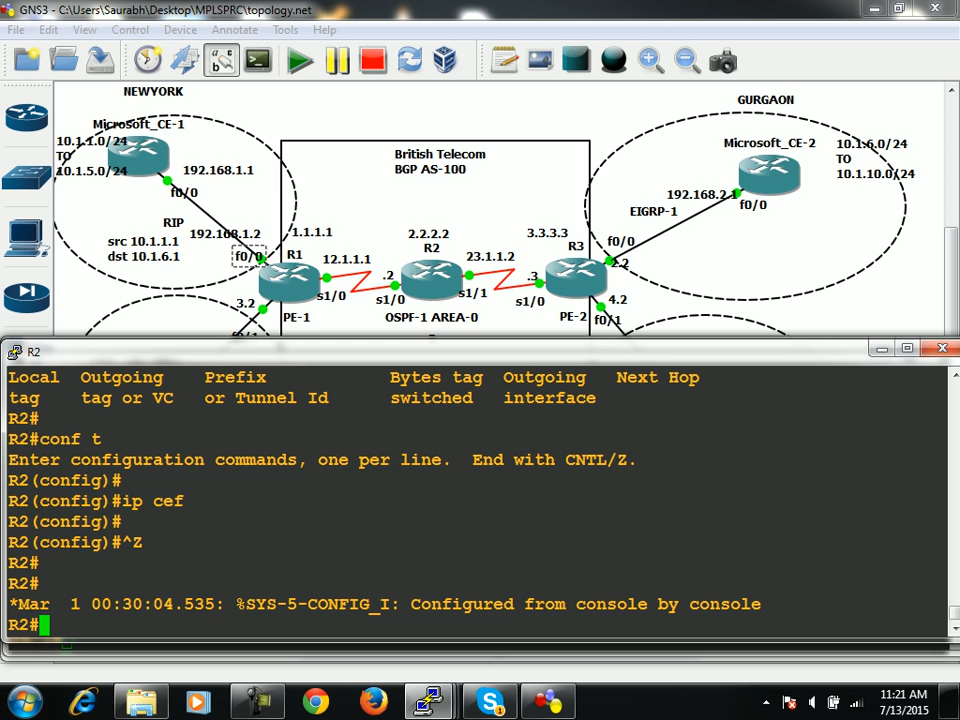 GNS3 - C:\Users\Saurabh\Desktop\MPLSPRC\topology.net
File Edit View Control Device Annotate Tools Help
NEWYORK
GURGAON
Microsoft_CE-1
10.1.1.0/24
TO
10.1.5.0/24
192.168.1.1
f0/0
British Telecom
BGP AS-100
Microsoft_CE-2
10.1.6.0/24
TO
10.1.10.0/24
192.168.2.1
f0/0
EIGRP-1
RIP
src 10.1.1.1
dst 10.1.6.1
192.168.1.2
f0/0
1.1.1.1
R1
12.1.1.1
s1/0
PE-1
3.2
2.2.2.2
R2
.2
s1/0
23.1.1.2
s1/1
OSPF-1 AREA-0
3.3.3.3
R3
.3
s1/0
f0/0
2.2
PE-2
4.2
f0/1
R2
Local Outgoing Prefix Bytes tag Outgoing Next Hop
tag tag or VC or Tunnel Id switched interface
R2#
R2#conf t
Enter configuration commands, one per line. End with CNTL/Z.
R2(config)#
R2(config)#ip cef
R2(config)#
R2(config)#^Z
R2#
R2#
*Mar 1 00:30:04.535: %SYS-5-CONFIG_I: Configured from console by console
R2#
11:21 AM
7/13/2015